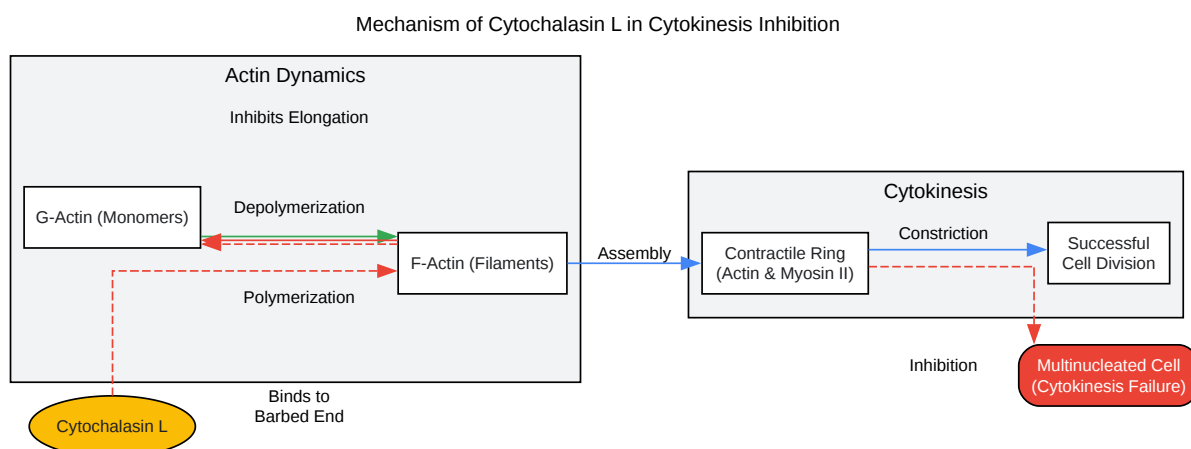 Mechanism of Cytochalasin L in Cytokinesis Inhibition
Actin Dynamics
Inhibits Elongation
G-Actin (Monomers)
Depolymerization
F-Actin (Filaments)
Polymerization
Binds to
Barbed End
Cytochalasin L
Assembly
Cytokinesis
Contractile Ring
(Actin & Myosin II)
Constriction
Successful
Cell Division
Inhibition
Multinucleated Cell
(Cytokinesis Failure)